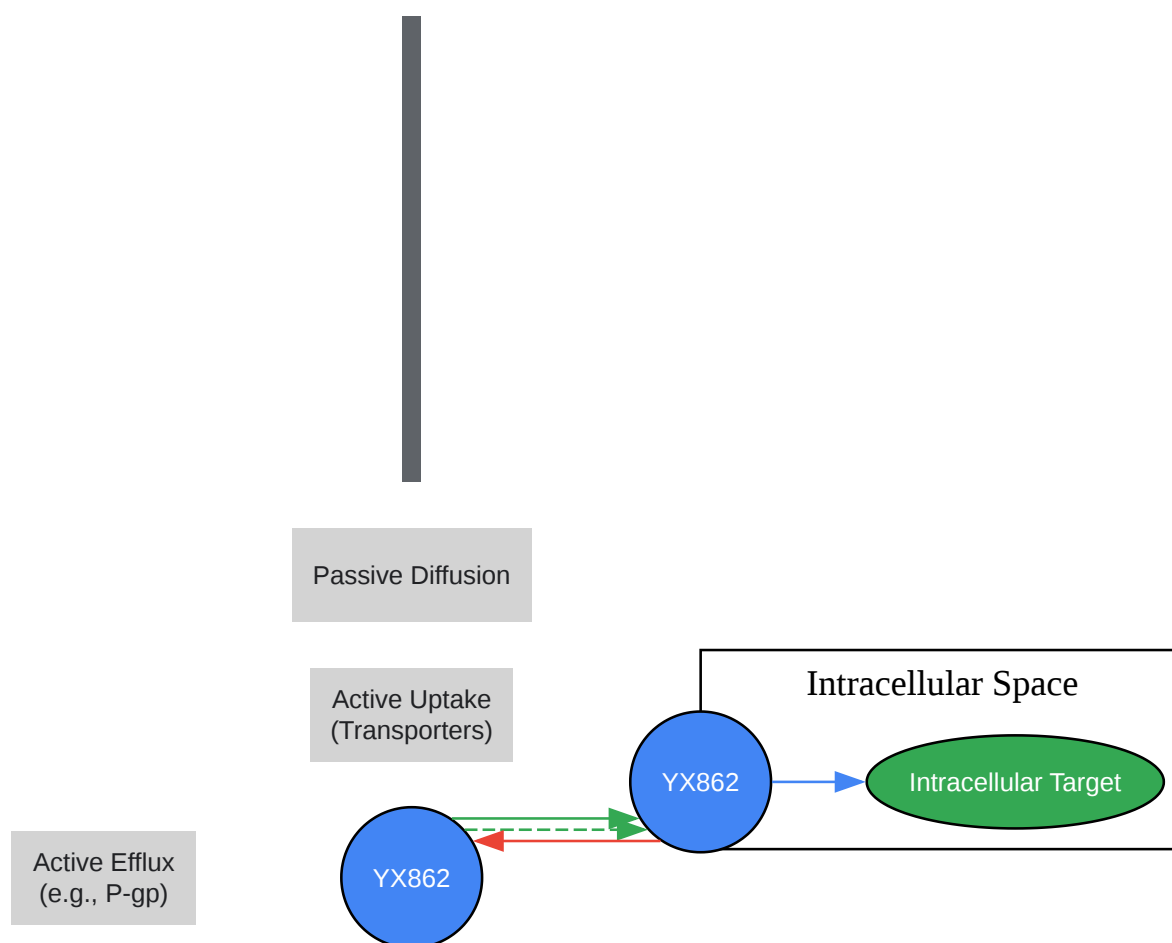 Passive Diffusion
Intracellular Space
Active Uptake
(Transporters)
YX862
Intracellular Target
Active Efflux
(e.g., P-gp)
YX862